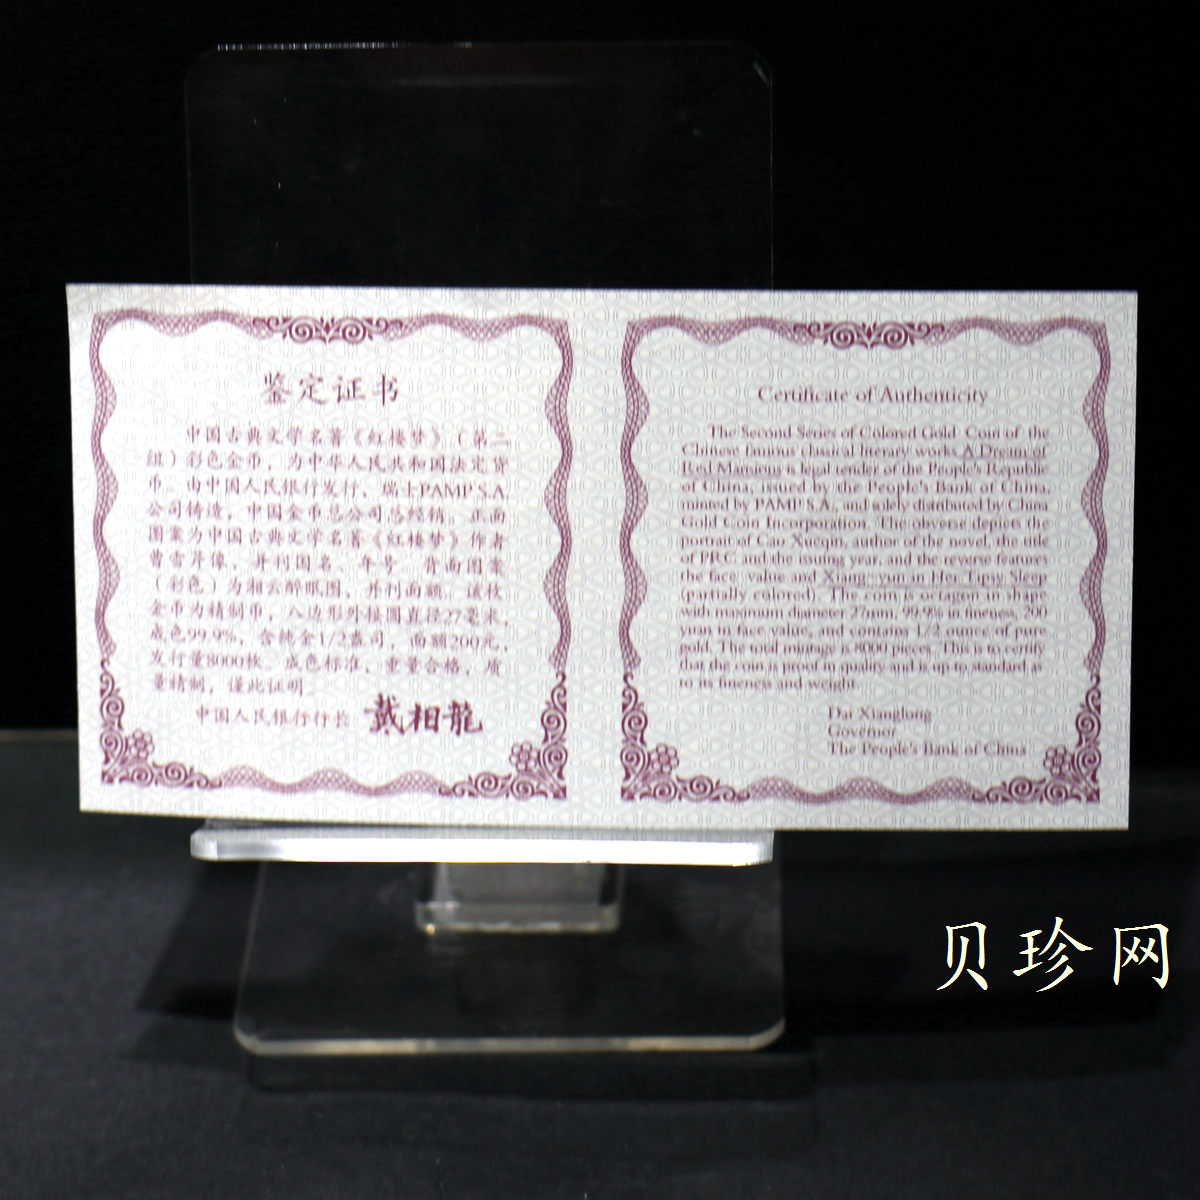 鉴定证书
中国古典文学名著《红楼梦》（第二
组）彩色金币，为中华人民共和国法定货
币。由中国人民银行发行，瑞士PAMP S.A
公司铸造，中国金币总公司总经销。正面
图案为中国古典文学名著《红楼梦》作者
曹雪芹像，并刊国名、年号，背面图案
（彩色）为湘云醉眠图，并刊面额。该枚
金币为精制币，八边形外接圆直径27毫米，
成色99.9%，含纯金1/2盎司，面额200元，
发行量8000枚。成色标准，重量合格，质
量精制，谨此证明。
中国人民银行行长 戴相龍
Certificate of Authenticity
The Second Series of Colored Gold Coin of the
Chinese famous classical literary works A Dream of
Red Mansions is legal tender of the People's Republic
of China, issued by the People's Bank of China,
minted by PAMP S.A., and solely distributed by China
Gold Coin Incorporation. The obverse depicts the
portrait of Cao Xueqin, author of the novel, the title
of PRC and the issuing year, and the reverse feature
the face value and Xiang-yun in Her Tipsy Sleep
(partially colored). The coin is octagon in shape
with maximum diameter 27mm, 99.9% in fineness, 200
yuan in face value, and contains 1/2 ounce of pure
gold. The total mintage is 8000 pieces. This is to certify
that the coin is proof in quality and is up to standard as
to its fineness and weight.
Dai Xianglong
Governor
The People's Bank of China
贝珍网